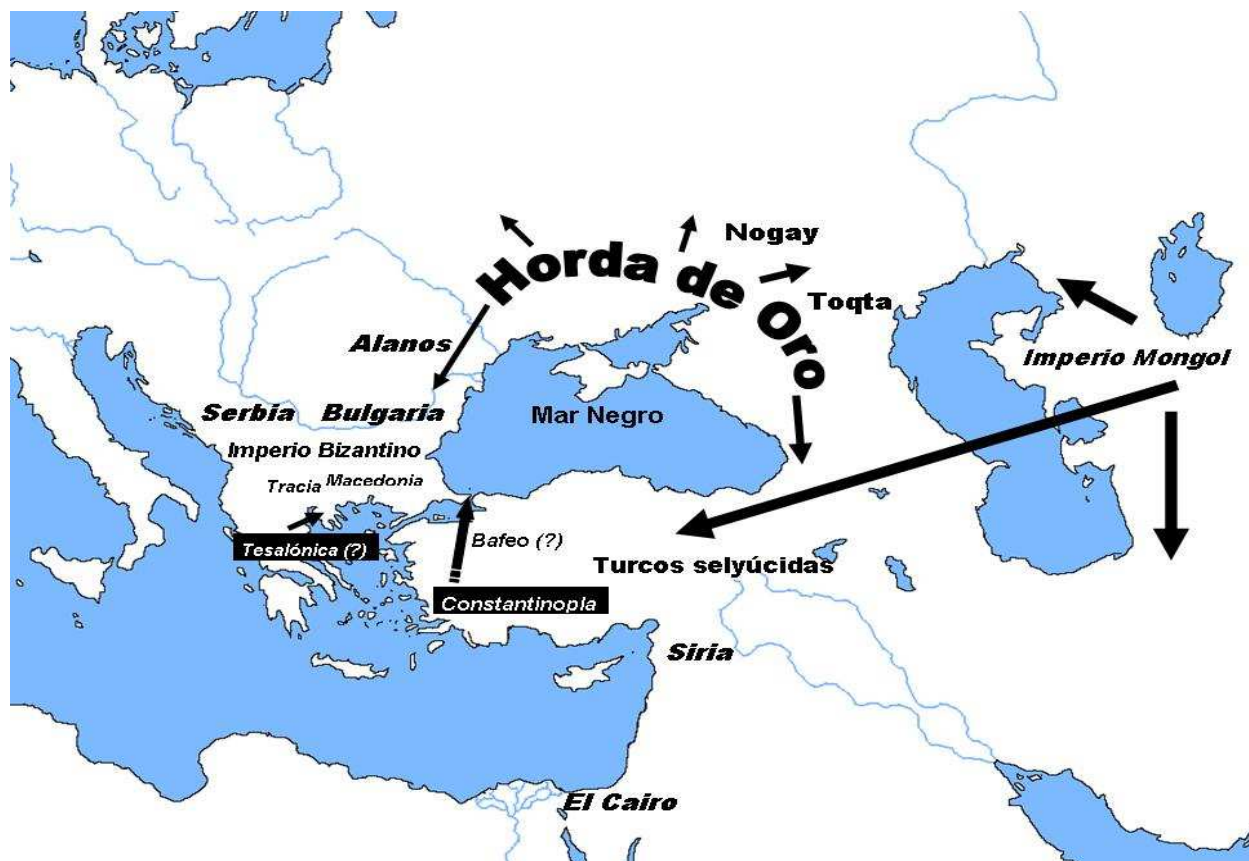 Nogay
Horda de Oro
Toqta
Alanos
Imperio Mongol
Serbia Bulgaria
Mar Negro
Imperio Bizantino
Tracia Macedonia
Tesalónica (?)
Bafeo (?)
Turcos selyúcidas
Constantinopla
Siria
El Cairo